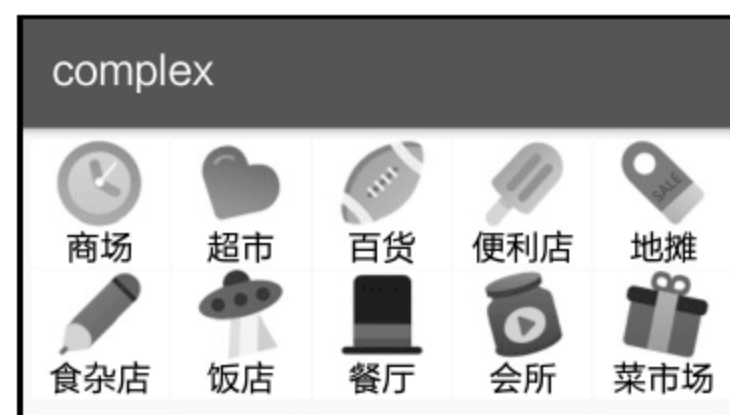 complex
SALE
商场 超市 百货 便利店 地摊
食杂店 饭店 餐厅 会所 菜市场